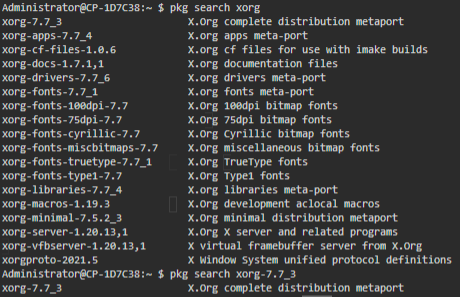 Administrator@CP-1D7C38:~ $ pkg search xorg
xorg-7.7_3 X.Org complete distribution metaport
xorg-apps-7.7_4 X.org apps meta-port
xorg-cf-files-1.0.6 X.org cf files for use with imake builds
xorg-docs-1.7.1,1 X.org documentation files
xorg-drivers-7.7_6 X.org drivers meta-port
xorg-fonts-7.7_1 X.org fonts meta-port
xorg-fonts-100dpi-7.7 X.Org 100dpi bitmap fonts
xorg-fonts-75dpi-7.7 X.Org 75dpi bitmap fonts
xorg-fonts-cyrillic-7.7 X.Org Cyrillic bitmap fonts
xorg-fonts-miscbitmaps-7.7 X.Org miscellaneous bitmap fonts
xorg-fonts-truetype-7.7_1 X.Org TrueType fonts
xorg-fonts-type1-7.7 X.Org Type1 fonts
xorg-libraries-7.7_4 X.org libraries meta-port
xorg-macros-1.19.3 X.Org development aclocal macros
xorg-minimal-7.5.2_3 X.Org minimal distribution metaport
xorg-server-1.20.13,1 X.Org X server and related programs
xorg-vfbserver-1.20.13,1 X virtual framebuffer server from X.Org
xorgproto-2021.5 X Window System unified protocol definitions
Administrator@CP-1D7C38:~ $ pkg search xorg-7.7_3
xorg-7.7_3 X.Org complete distribution metaport